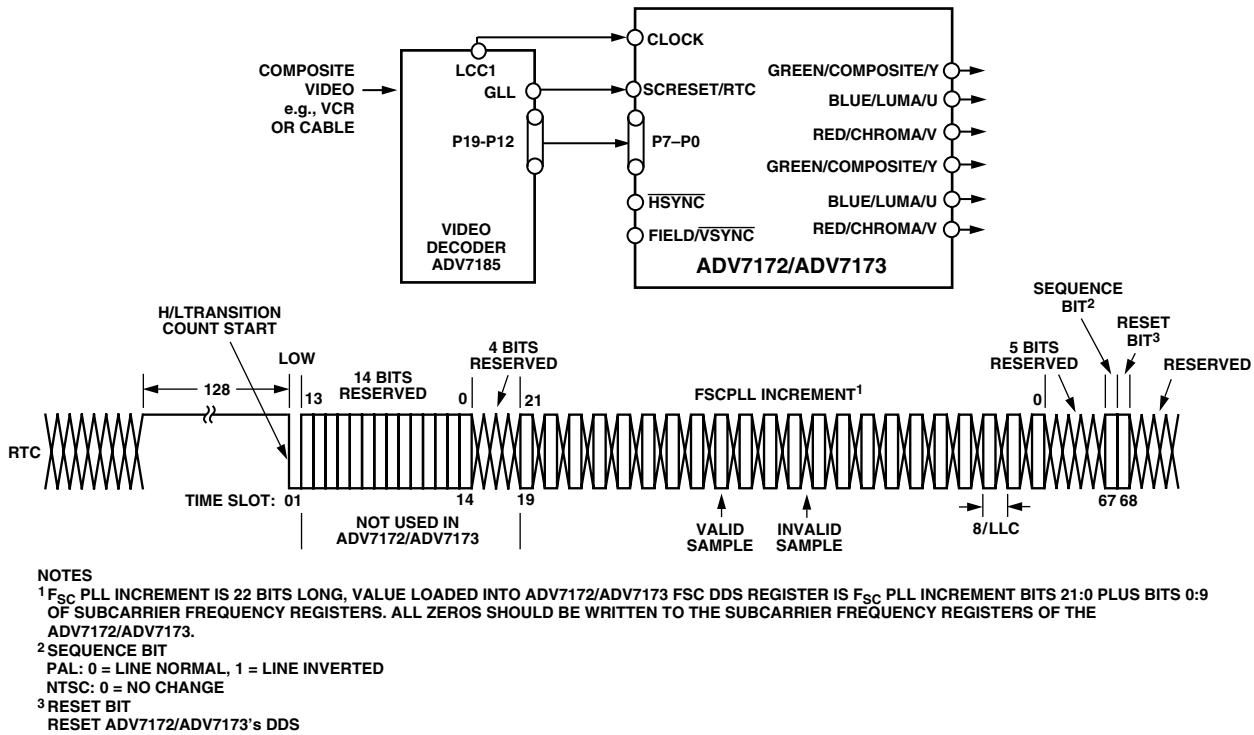 COMPOSITE
VIDEO
e.g., VCR
OR CABLE
LCC1
GLL
P19-P12
VIDEO
DECODER
ADV7185
CLOCK
SCRESET/RTC
P7–P0
HSYNC
FIELD/VSYNC
GREEN/COMPOSITE/Y
BLUE/LUMA/U
RED/CHROMA/V
GREEN/COMPOSITE/Y
BLUE/LUMA/U
RED/CHROMA/V
ADV7172/ADV7173
H/LTRANSITION
COUNT START
LOW
128
13
14 BITS
RESERVED
0
4 BITS
RESERVED
21
FSCPLL INCREMENT1
0
5 BITS
RESERVED
SEQUENCE
BIT2
RESET
BIT3
RESERVED
RTC
TIME SLOT: 01
14
19
67 68
NOT USED IN
ADV7172/ADV7173
VALID
SAMPLE
INVALID
SAMPLE
8/LLC
NOTES
1 FSC PLL INCREMENT IS 22 BITS LONG, VALUE LOADED INTO ADV7172/ADV7173 FSC DDS REGISTER IS FSC PLL INCREMENT BITS 21:0 PLUS BITS 0:9
OF SUBCARRIER FREQUENCY REGISTERS. ALL ZEROS SHOULD BE WRITTEN TO THE SUBCARRIER FREQUENCY REGISTERS OF THE
ADV7172/ADV7173.
2 SEQUENCE BIT
PAL: 0 = LINE NORMAL, 1 = LINE INVERTED
NTSC: 0 = NO CHANGE
3 RESET BIT
RESET ADV7172/ADV7173's DDS